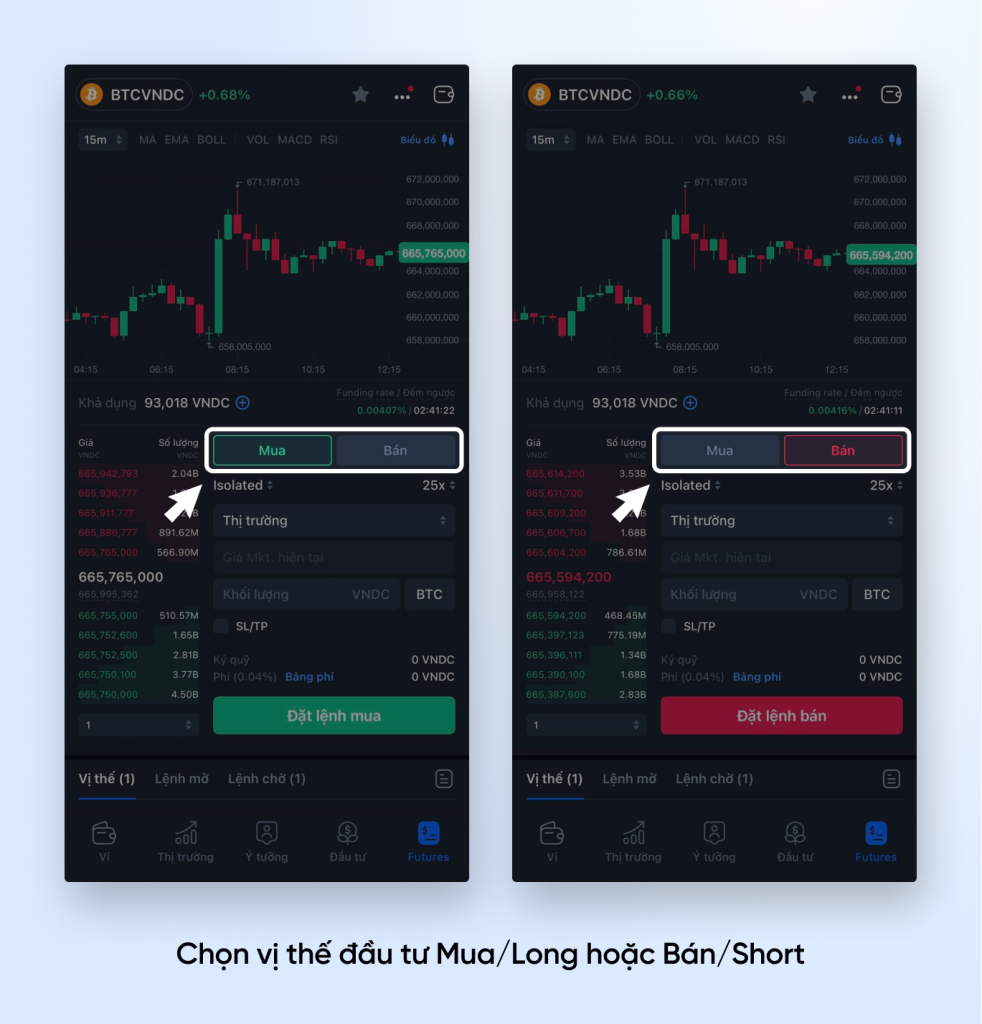 BTCVNDC +0.68%
15m MA EMA BOLL VOL MACD RSI Biểu đồ
671,187,013
672,000,000
670,000,000
668,000,000
665,765,000
664,000,000
662,000,000
660,000,000
658,000,000
658,005,000
04:15 06:15 08:15 10:15 12:15
Khả dụng 93,018 VNDC
Funding rate / Đếm ngược
0.00407% / 02:41:22
Giá Số lượng
VNDC VNDC
Mua Bán
665,942,793 2.04B
665,936,777
665,911,777
665,886,777 891.62M
665,765,000 566.90M
665,765,000
665,995,362
665,755,000 510.57M
665,752,600 1.65B
665,752,500 2.81B
665,750,100 3.77B
665,750,000 4.50B
1
Isolated 25x
Thị trường
Giá Mkt. hiện tại
Khối lượng VNDC BTC
SL/TP
Ký quỹ 0 VNDC
Phí (0.04%) Bảng phí 0 VNDC
Đặt lệnh mua
Vị thế (1) Lệnh mở Lệnh chờ (1)
Ví Thị trường Ý tưởng Đầu tư Futures
BTCVNDC +0.66%
15m MA EMA BOLL VOL MACD RSI Biểu đồ
671,187,013
672,000,000
670,000,000
668,000,000
665,594,200
664,000,000
662,000,000
660,000,000
658,000,000
658,005,000
04:15 06:15 08:15 10:15 12:15
Khả dụng 93,018 VNDC
Funding rate / Đếm ngược
0.00416% / 02:41:11
Giá Số lượng
VNDC VNDC
Mua Bán
665,614,200 3.53B
665,611,700
665,609,200
665,606,700 1.68B
665,604,200 786.61M
665,594,200
665,958,122
665,594,200 468.45M
665,397,123 775.19M
665,396,111 1.34B
665,390,100 1.68B
665,387,600 2.83B
1
Isolated 25x
Thị trường
Giá Mkt. hiện tại
Khối lượng VNDC BTC
SL/TP
Ký quỹ 0 VNDC
Phí (0.04%) Bảng phí 0 VNDC
Đặt lệnh bán
Vị thế (1) Lệnh mở Lệnh chờ (1)
Ví Thị trường Ý tưởng Đầu tư Futures
Chọn vị thế đầu tư Mua/Long hoặc Bán/Short